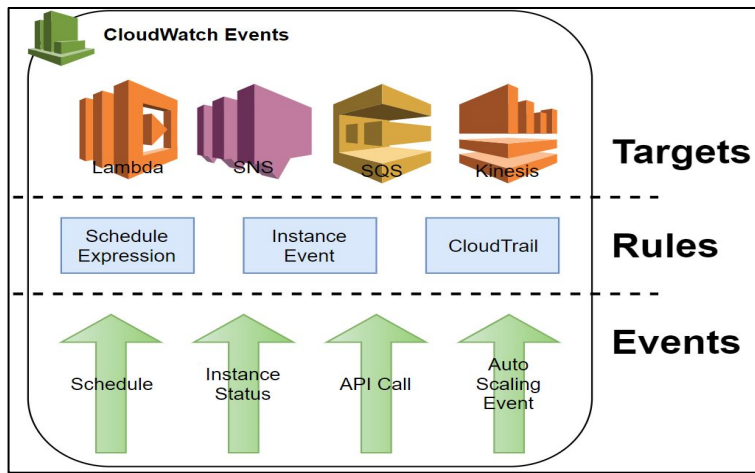 CloudWatch Events
Lambda
SNS
SQS
Kinesis
Targets
Schedule
Expression
Instance
Event
CloudTrail
Rules
Events
Schedule
Instance
Status
API Call
Auto
Scaling
Event